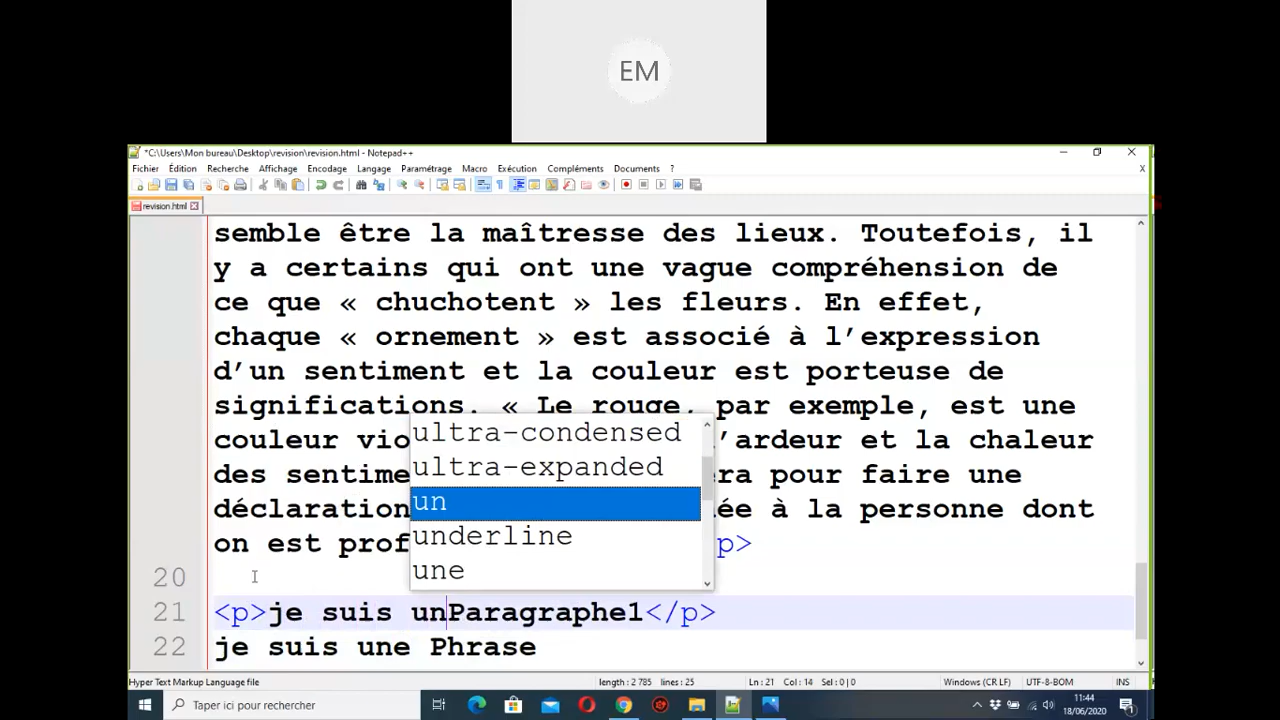 EM
*C:\Users\Mon bureau\Desktop\revision\revision.html - Notepad++
Fichier Édition Recherche Affichage Encodage Langage Paramétrage Macro Exécution Compléments Documents ? X
revision.html
semble être la maîtresse des lieux. Toutefois, il
y a certains qui ont une vague compréhension de
ce que « chuchotent » les fleurs. En effet,
chaque « ornement » est associé à l’expression
d’un sentiment et la couleur est porteuse de
significations. « Le rouge, par exemple, est une
couleur vio l’ardeur et la chaleur
des sentime ra pour faire une
déclaration ée à la personne dont
on est prof p>
ultra-condensed
ultra-expanded
un
underline
une
20
21 <p>je suis unParagraphe1</p>
22 je suis une Phrase
Hyper Text Markup Language file length : 2 785 lines : 25 Ln : 21 Col : 14 Sel : 0 | 0 Windows (CR LF) UTF-8-BOM INS
Taper ici pour rechercher
11:44
18/06/2020